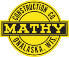 CONSTRUCTION CO.
MATHY
ONALASKA, WIS.